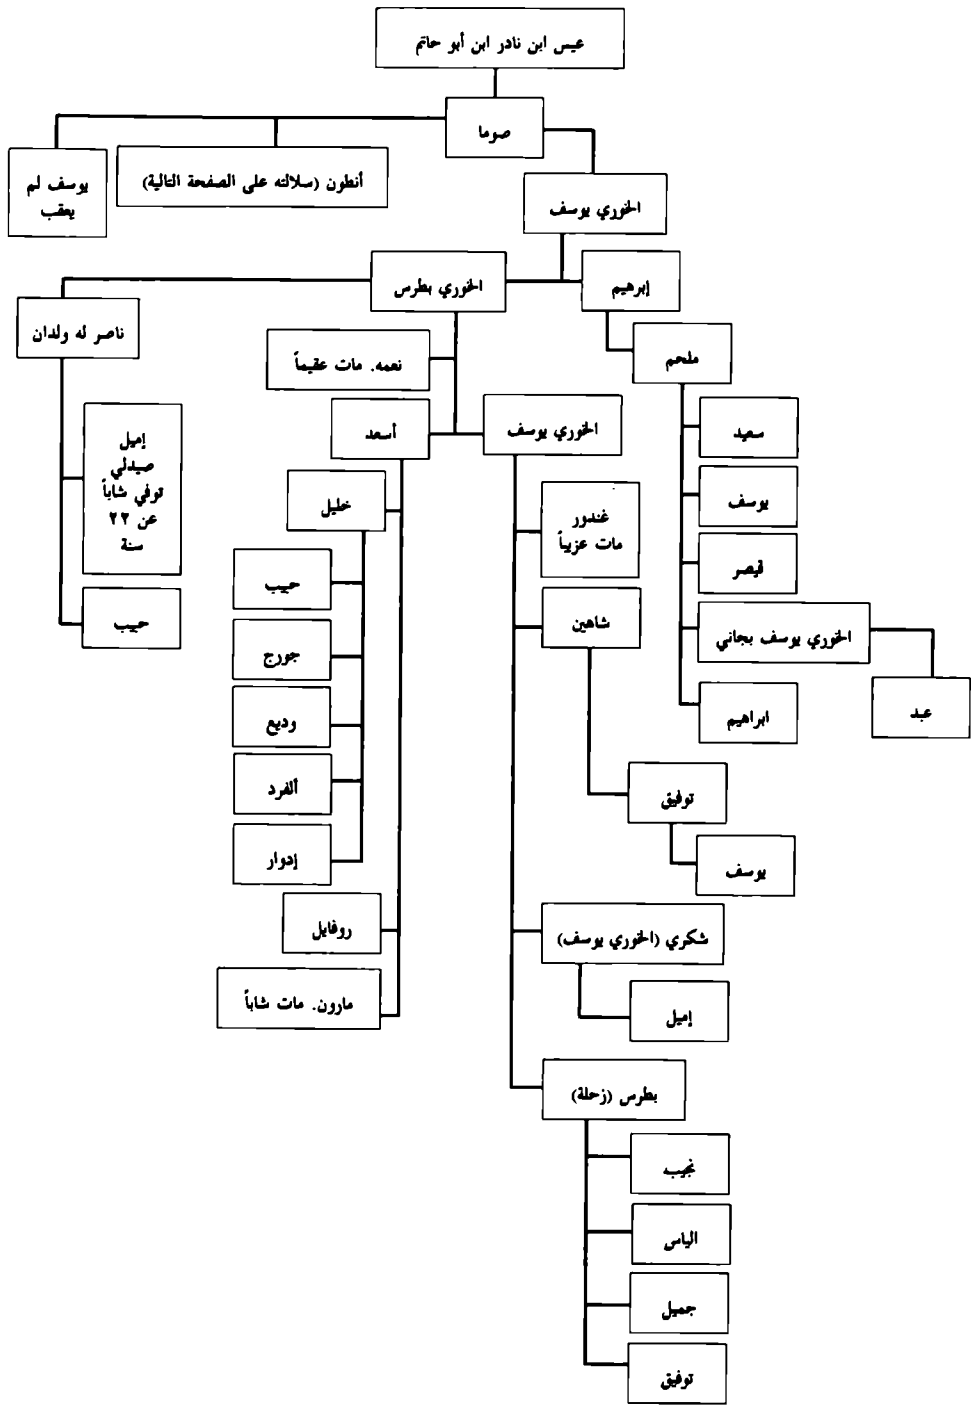 عيس ابن نادر ابن أبو حاتم
صوما
أنطون (سلالته على الصفحة التالية)
يوسف لم
يعقب
الخوري يوسف
إبرهيم
الخوري بطرس
ناصر له ولدان
ملحم
نعمه. مات عقيماً
الخوري يوسف
أسعد
سعيد
إميل
صيدلي
توفي شاباً
عن ٢٢
سنة
يوسف
خليل
غندور
مات عزيباً
قيصر
حبيب
حبيب
شاهين
الخوري يوسف بجاني
جورج
عبد
ابراهيم
وديع
توفيق
ألفرد
يوسف
إدوار
روفايل
شكري (الخوري يوسف)
مارون. مات شاباً
إميل
بطرس (زحلة)
نجيبه
الياس
جميل
توفيق